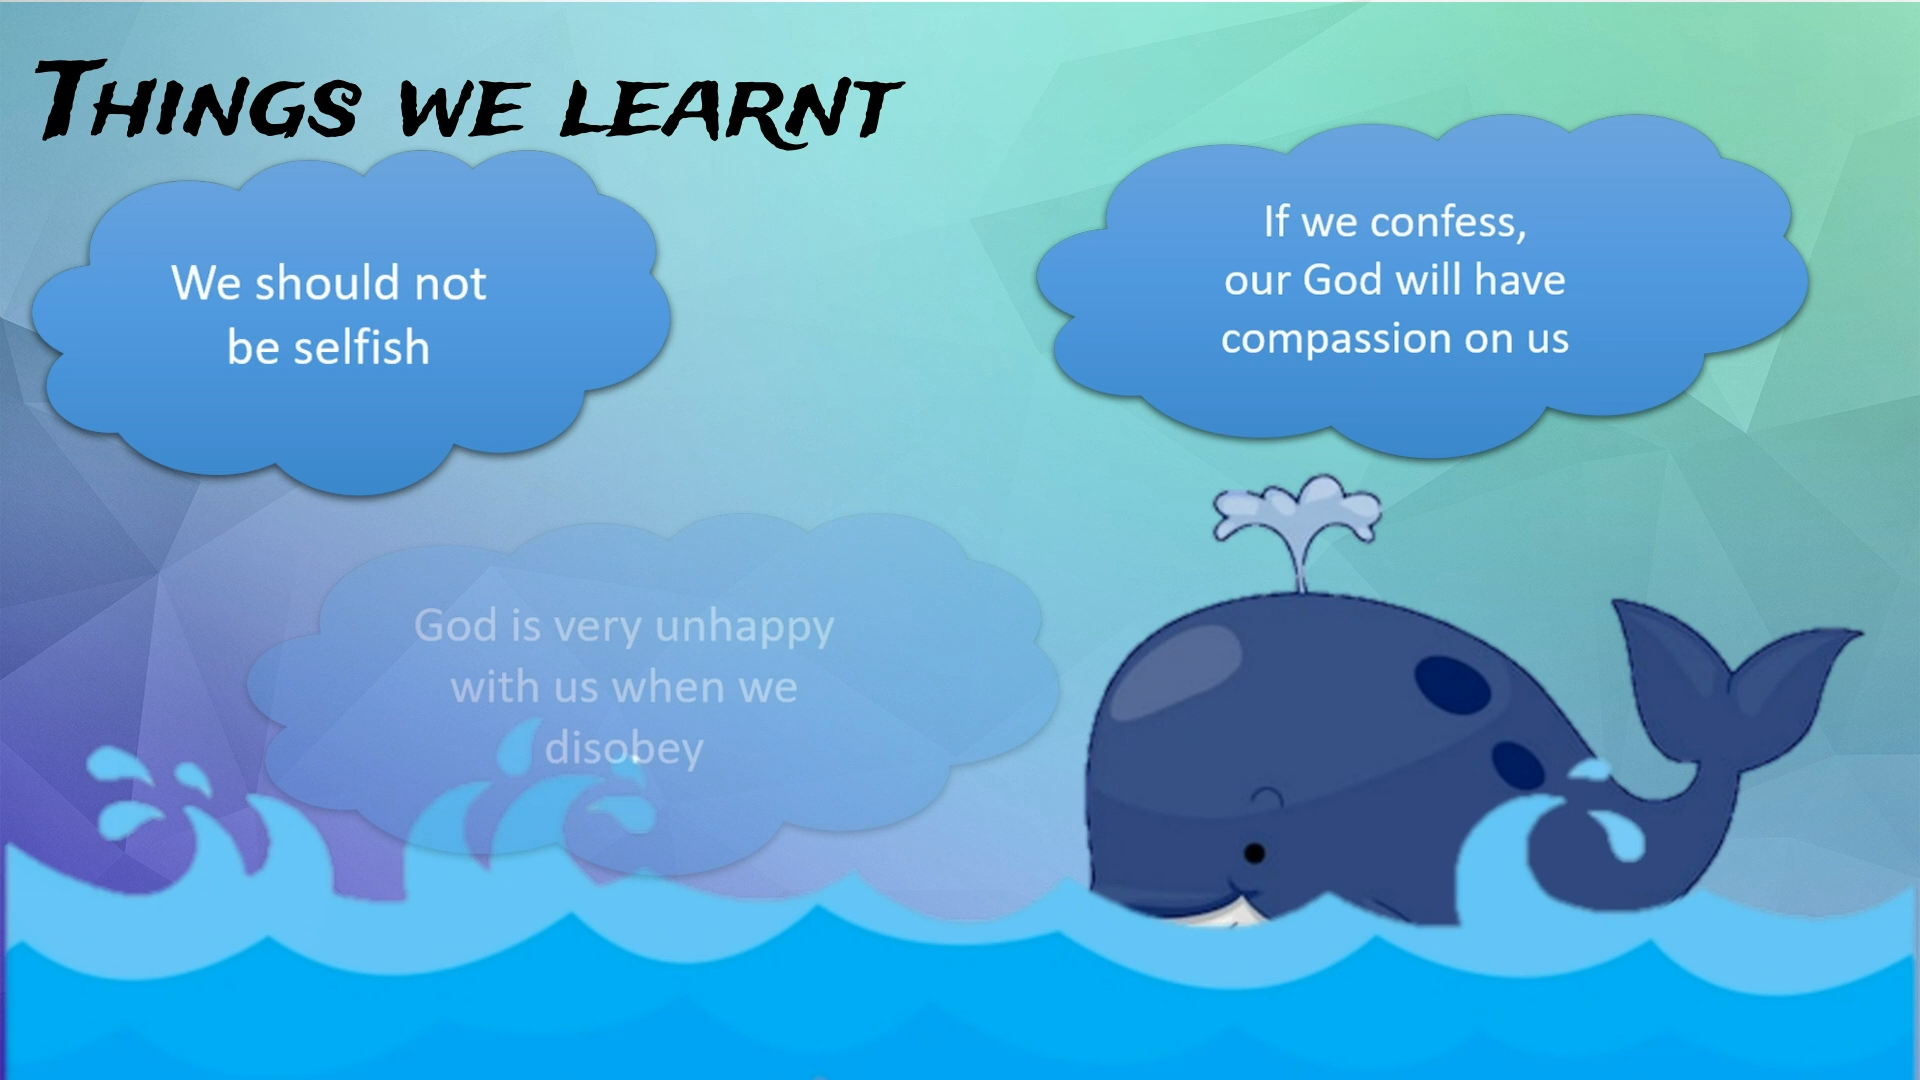 Things we learnt
We should not
be selfish
If we confess,
our God will have
compassion on us
God is very unhappy
with us when we
disobey